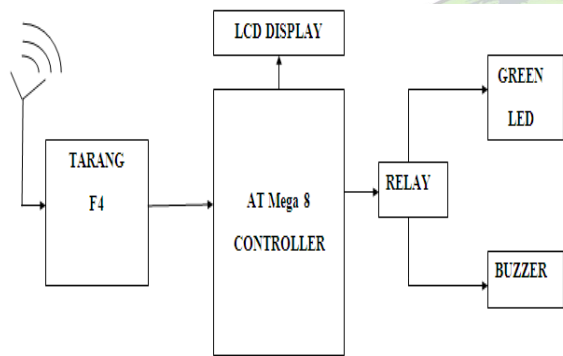 LCD DISPLAY
TARANG
F4
AT Mega 8
CONTROLLER
RELAY
GREEN
LED
BUZZER